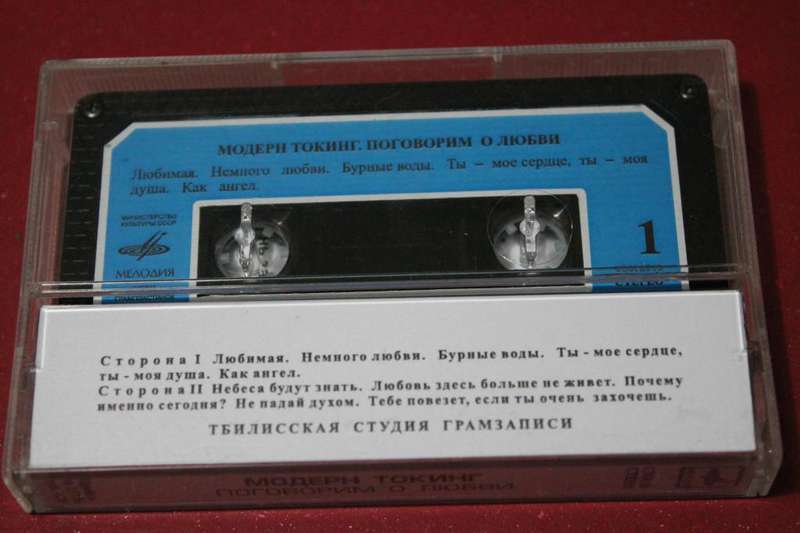 МОДЕРН ТОКИНГ. ПОГОВОРИМ О ЛЮБВИ
Любимая. Немного любви. Бурные воды. Ты – мое сердце, ты – моя
душа. Как ангел.
МИНИСТЕРСТВО
КУЛЬТУРЫ СССР
МЕЛОДИЯ
1
Сторона I Любимая. Немного любви. Бурные воды. Ты - мое сердце,
ты - моя душа. Как ангел.
Сторона II Небеса будут знать. Любовь здесь больше не живет. Почему
именно сегодня? Не падай духом. Тебе повезет, если ты очень захочешь.
ТБИЛИССКАЯ СТУДИЯ ГРАМЗАПИСИ
МОДЕРН ТОКИНГ
ПОГОВОРИМ О ЛЮБВИ